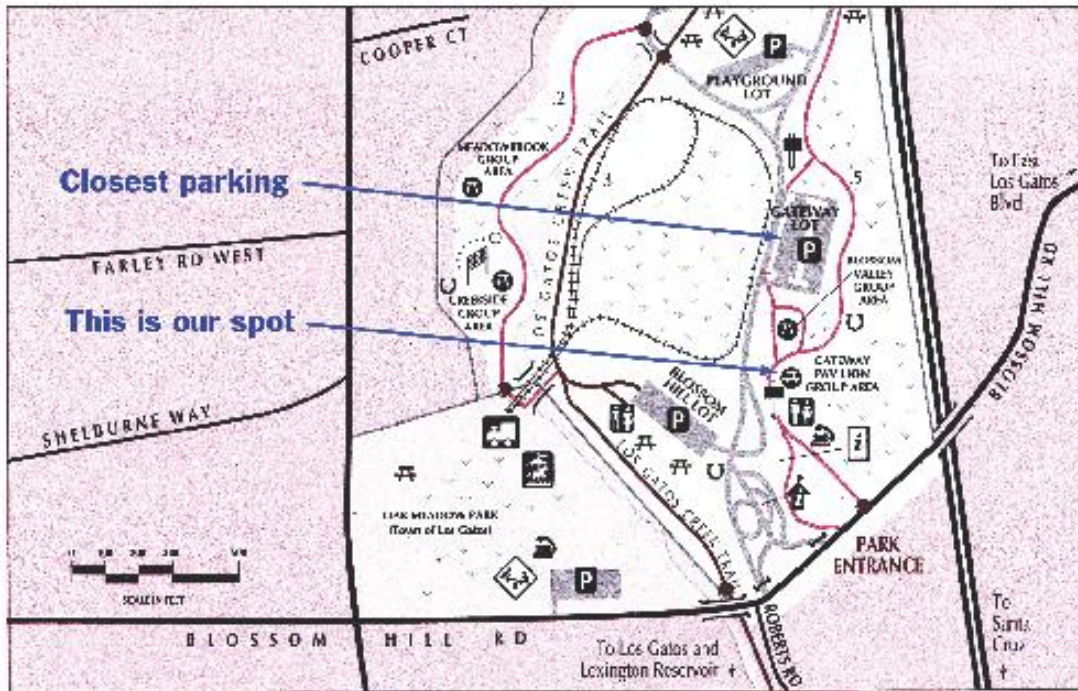 COOPER CT
PLAYGROUND
LOT
.2
LOS GATOS CREEK TRAIL
MEADOWBROOK
GROUP
AREA
.3
To East
Los Gatos
Blvd
Closest parking
.5
GATEWAY
LOT
P
BLOSSOM
VALLEY
GROUP
AREA
FARLEY RD WEST
CREEKSIDE
GROUP
AREA
This is our spot
GATEWAY
PAVILION
GROUP AREA
BLOSSOM HILL RD
BLOSSOM
HILL LOT
P
SHELBURNE WAY
i
LOS GATOS CREEK TRAIL
OAK MEADOW PARK
(Town of Los Gatos)
PARK
ENTRANCE
SCALE IN FEET
P
P
BLOSSOM HILL RD
ROBERTS RD
To Los Gatos and
Lexington Reservoir
To
Santa
Cruz